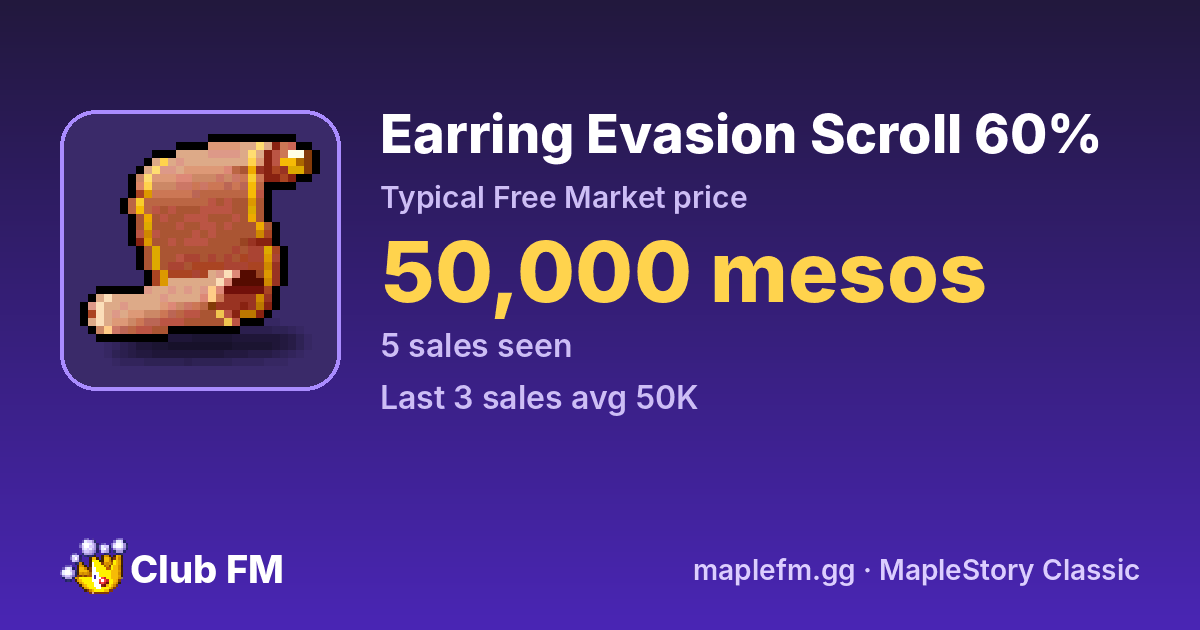 Earring Evasion Scroll 60%
Typical Free Market price
50,000 mesos
5 sales seen
Last 3 sales avg 50K
Club FM
maplefm.gg · MapleStory Classic